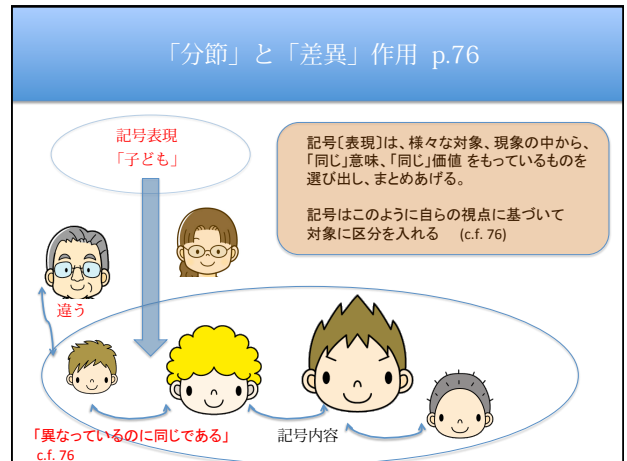 「分節」と「差異」作用 p.76
記号表現
「子ども」
記号〔表現〕は、様々な対象、現象の中から、
「同じ」意味、「同じ」価値 をもっているものを
選び出し、まとめあげる。
記号はこのように自らの視点に基づいて
対象に区分を入れる (c.f. 76)
違う
「異なっているのに同じである」
c.f. 76
記号内容